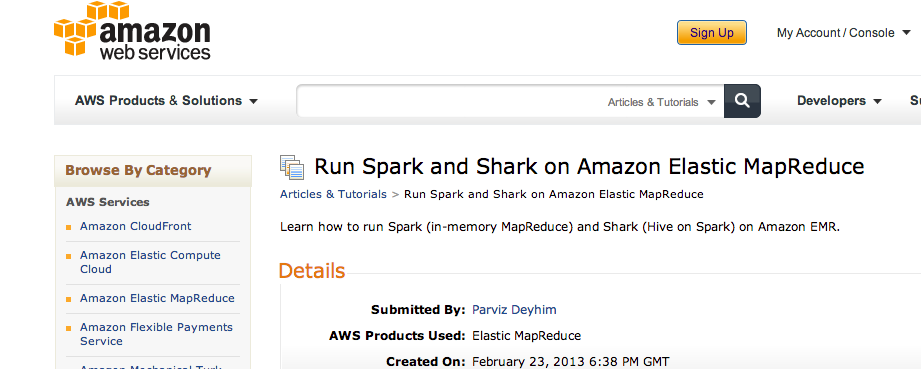 amazon
web services
Sign Up
My Account / Console
AWS Products & Solutions
Articles & Tutorials
Developers
Browse By Category
AWS Services
Amazon CloudFront
Amazon Elastic Compute
Cloud
Amazon Elastic MapReduce
Amazon Flexible Payments
Service
Run Spark and Shark on Amazon Elastic MapReduce
Articles & Tutorials > Run Spark and Shark on Amazon Elastic MapReduce
Learn how to run Spark (in-memory MapReduce) and Shark (Hive on Spark) on Amazon EMR.
Details
Submitted By: Parviz Deyhim
AWS Products Used: Elastic MapReduce
Created On: February 23, 2013 6:38 PM GMT